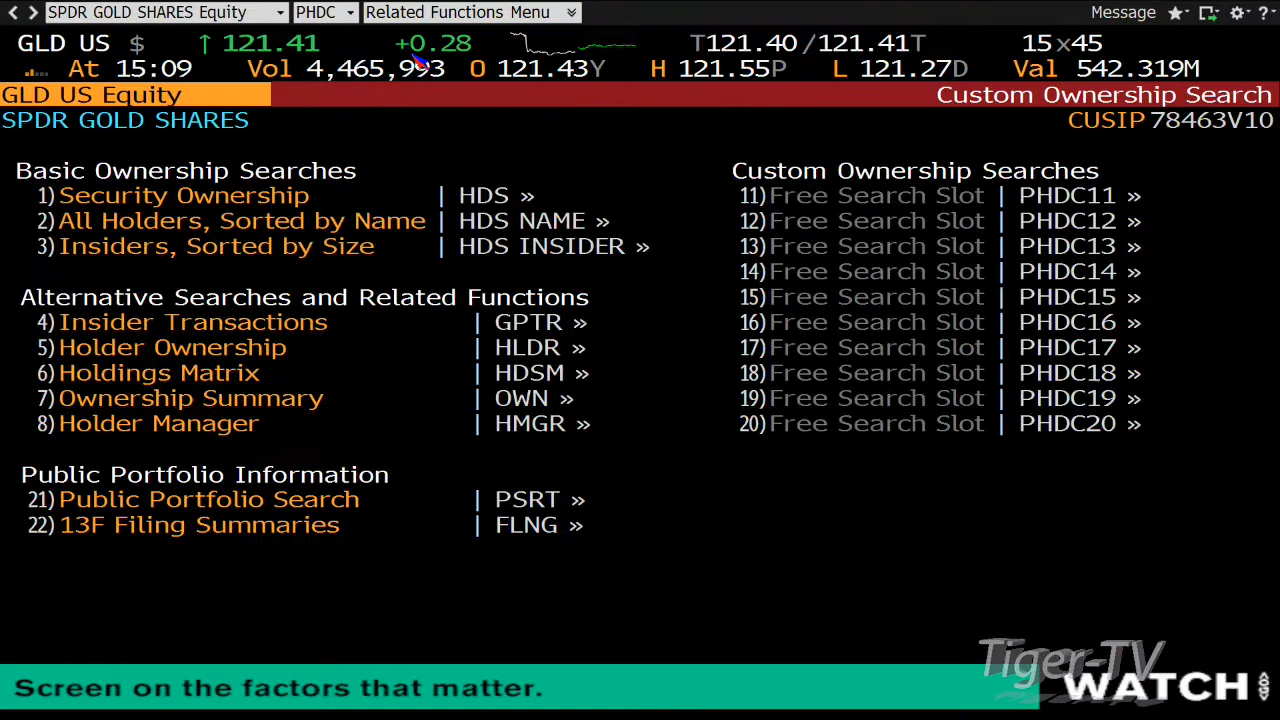 SPDR GOLD SHARES Equity PHDC Related Functions Menu Message ?
GLD US $ ↑ 121.41 +0.28 T121.40 /121.41T 15x45
At 15:09 Vol 4,465,993 O 121.43Y H 121.55P L 121.27D Val 542.319M
GLD US Equity Custom Ownership Search
SPDR GOLD SHARES CUSIP 78463V10
Basic Ownership Searches
1) Security Ownership | HDS »
2) All Holders, Sorted by Name | HDS NAME »
3) Insiders, Sorted by Size | HDS INSIDER »
Alternative Searches and Related Functions
4) Insider Transactions | GPTR »
5) Holder Ownership | HLDR »
6) Holdings Matrix | HDSM »
7) Ownership Summary | OWN »
8) Holder Manager | HMGR »
Public Portfolio Information
21) Public Portfolio Search | PSRT »
22) 13F Filing Summaries | FLNG »
Custom Ownership Searches
11) Free Search Slot | PHDC11 »
12) Free Search Slot | PHDC12 »
13) Free Search Slot | PHDC13 »
14) Free Search Slot | PHDC14 »
15) Free Search Slot | PHDC15 »
16) Free Search Slot | PHDC16 »
17) Free Search Slot | PHDC17 »
18) Free Search Slot | PHDC18 »
19) Free Search Slot | PHDC19 »
20) Free Search Slot | PHDC20 »
Screen on the factors that matter.
Tiger-TV
WATCH